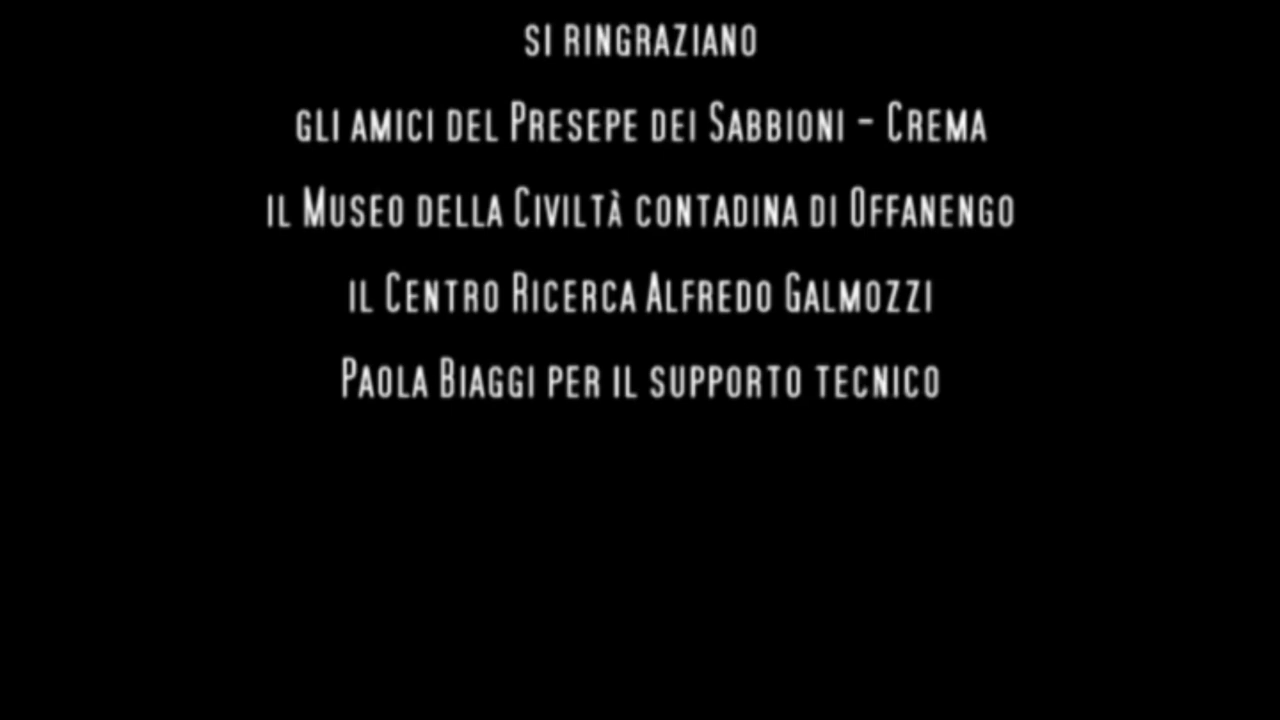 si ringraziano
gli amici del Presepe dei Sabbioni - Crema
il Museo della Civiltà contadina di Offanengo
il Centro Ricerca Alfredo Galmozzi
Paola Biaggi per il supporto tecnico